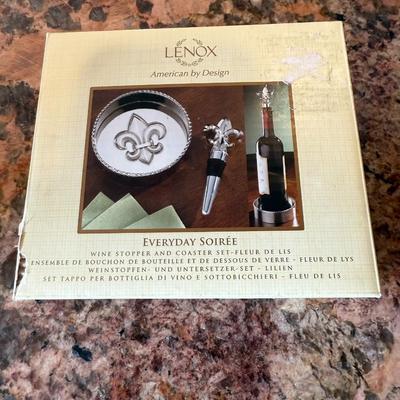 LENOX
American by Design
EVERYDAY SOIRÉE
WINE STOPPER AND COASTER SET-FLEUR DE LIS
ENSEMBLE DE BOUCHON DE BOUTEILLE ET DE DESSOUS DE VERRE - FLEUR DE LYS
WEINSTOPFEN- UND UNTERSETZER-SET - LILIEN
SET TAPPO PER BOTTIGLIA DI VINO E SOTTOBICCHIERI - FLEU DE LIS